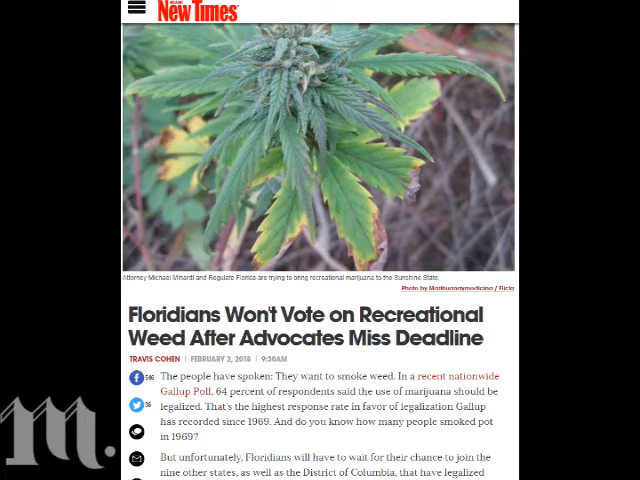 New Times
Attorney Michael Minardi and Regulate Florida are trying to bring recreational marijuana to the Sunshine State.
Photo by Marihuanaymedicina / Flickr
Floridians Won't Vote on Recreational
Weed After Advocates Miss Deadline
TRAVIS COHEN | FEBRUARY 2, 2018 | 9:30AM
546
The people have spoken: They want to smoke weed. In a recent nationwide
Gallup Poll, 64 percent of respondents said the use of marijuana should be
36
legalized. That's the highest response rate in favor of legalization Gallup
has recorded since 1969. And do you know how many people smoked pot
in 1969?
But unfortunately, Floridians will have to wait for their chance to join the
nine other states, as well as the District of Columbia, that have legalized
m.